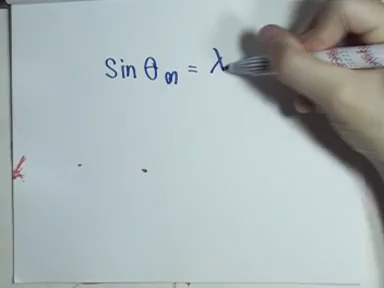 Sin θm = λ